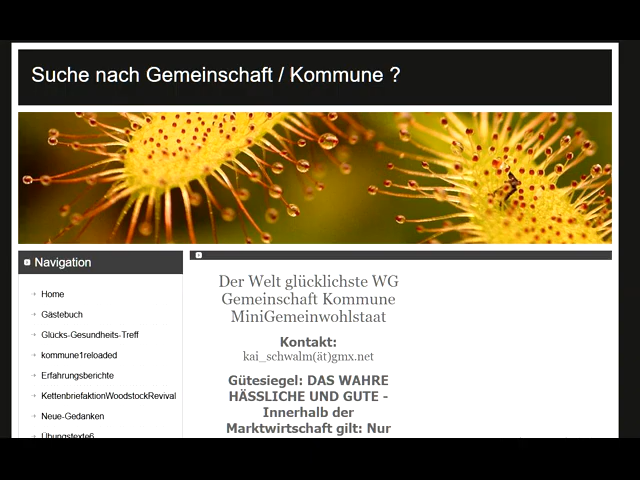 Suche nach Gemeinschaft / Kommune ?
Navigation
Home
Gästebuch
Glücks-Gesundheits-Treff
kommune1reloaded
Erfahrungsberichte
KettenbriefaktionWoodstockRevival
Neue-Gedanken
Übungstexte6
Der Welt glücklichste WG
Gemeinschaft Kommune
MiniGemeinwohlstaat
Kontakt:
kai_schwalm(ät)gmx.net
Gütesiegel: DAS WAHRE
HÄSSLICHE UND GUTE -
Innerhalb der
Marktwirtschaft gilt: Nur